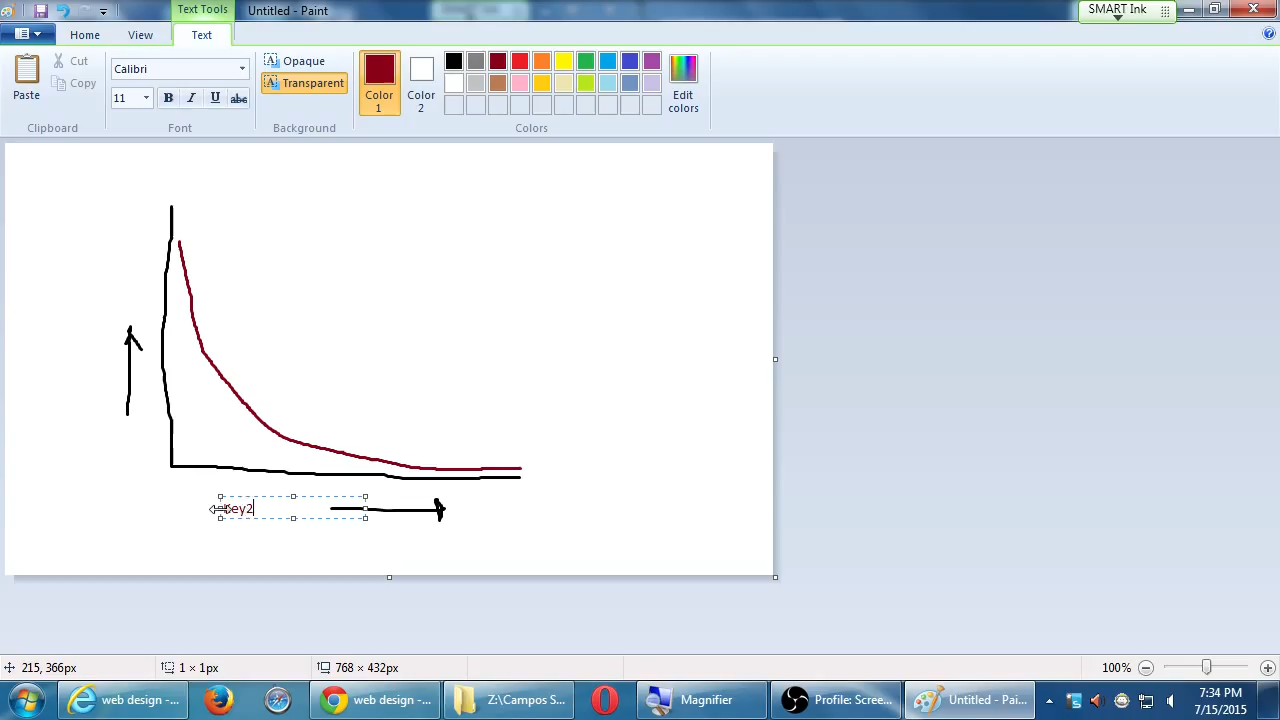 Text Tools
Untitled - Paint
SMART Ink
Home
View
Text
Paste
Cut
Copy
Clipboard
Calibri
11
B I U abc
Font
Opaque
Transparent
Background
Color 1
Color 2
Edit colors
Colors
215, 366px
1 × 1px
768 × 432px
100%
web design -...
web design -...
Z:\Campos S...
Magnifier
Profile: Scree...
Untitled - Pai...
7:34 PM
7/15/2015